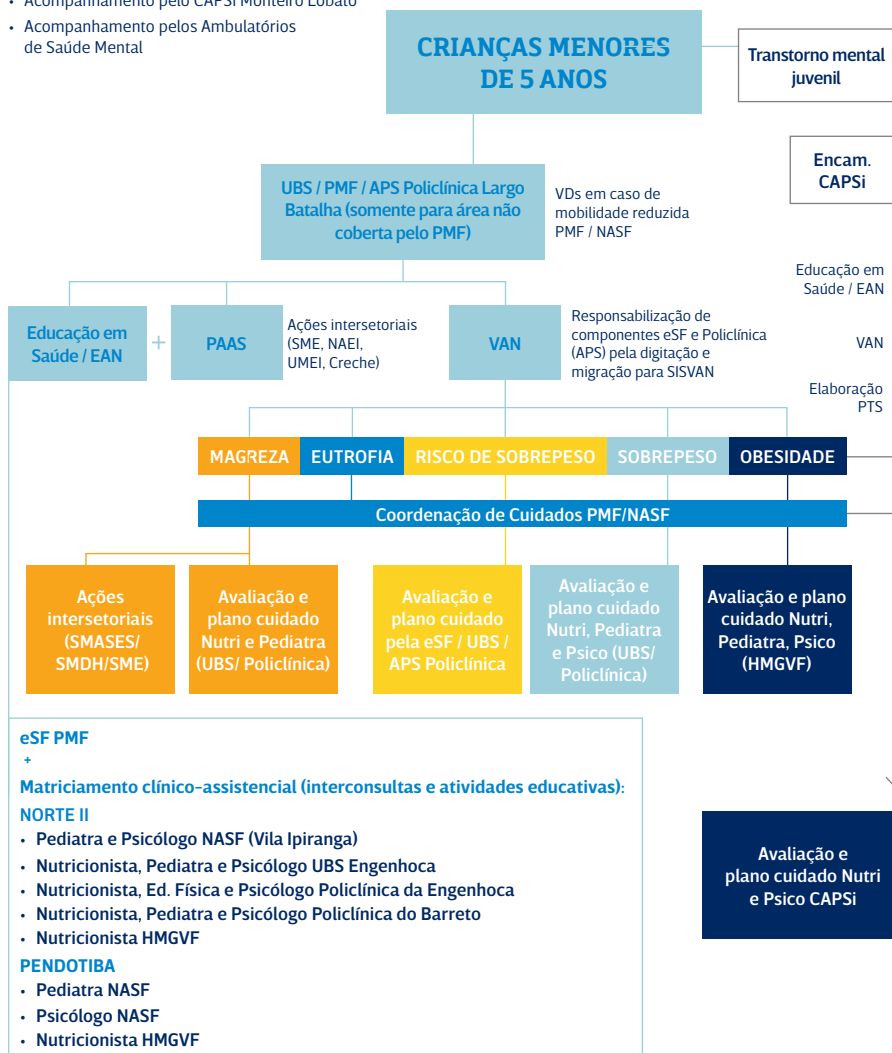 • Acompanhamento pelo CAPSi Monteiro Lobato
• Acompanhamento pelos Ambulatórios
de Saúde Mental
CRIANÇAS MENORES
DE 5 ANOS
Transtorno mental
juvenil
Encam.
CAPSi
UBS / PMF / APS Policlínica Largo
Batalha (somente para área não
coberta pelo PMF)
VDs em caso de
mobilidade reduzida
PMF / NASF
Educação em
Saúde / EAN
VAN
Elaboração
PTS
Educação em
Saúde / EAN
+
PAAS
Ações intersetoriais
(SME, NAEI,
UMEI, Creche)
VAN
Responsabilização de
componentes eSF e Policlínica
(APS) pela digitação e
migração para SISVAN
MAGREZA
EUTROFIA
RISCO DE SOBREPESO
SOBREPESO
OBESIDADE
Coordenação de Cuidados PMF/NASF
Ações
intersetoriais
(SMASES/
SMDH/SME)
Avaliação e
plano cuidado
Nutri e Pediatra
(UBS/ Policlínica)
Avaliação e
plano cuidado
pela eSF / UBS /
APS Policlínica
Avaliação e
plano cuidado
Nutri, Pediatra
e Psico (UBS/
Policlínica)
Avaliação e plano
cuidado Nutri,
Pediatra, Psico
(HMGVF)
eSF PMF
+
Matriciamento clínico-assistencial (interconsultas e atividades educativas):
NORTE II
• Pediatra e Psicólogo NASF (Vila Ipiranga)
• Nutricionista, Pediatra e Psicólogo UBS Engenhoca
• Nutricionista, Ed. Física e Psicólogo Policlínica da Engenhoca
• Nutricionista, Pediatra e Psicólogo Policlínica do Barreto
• Nutricionista HMGVF
PENDOTIBA
• Pediatra NASF
• Psicólogo NASF
• Nutricionista HMGVF
Avaliação e
plano cuidado Nutri
e Psico CAPSi